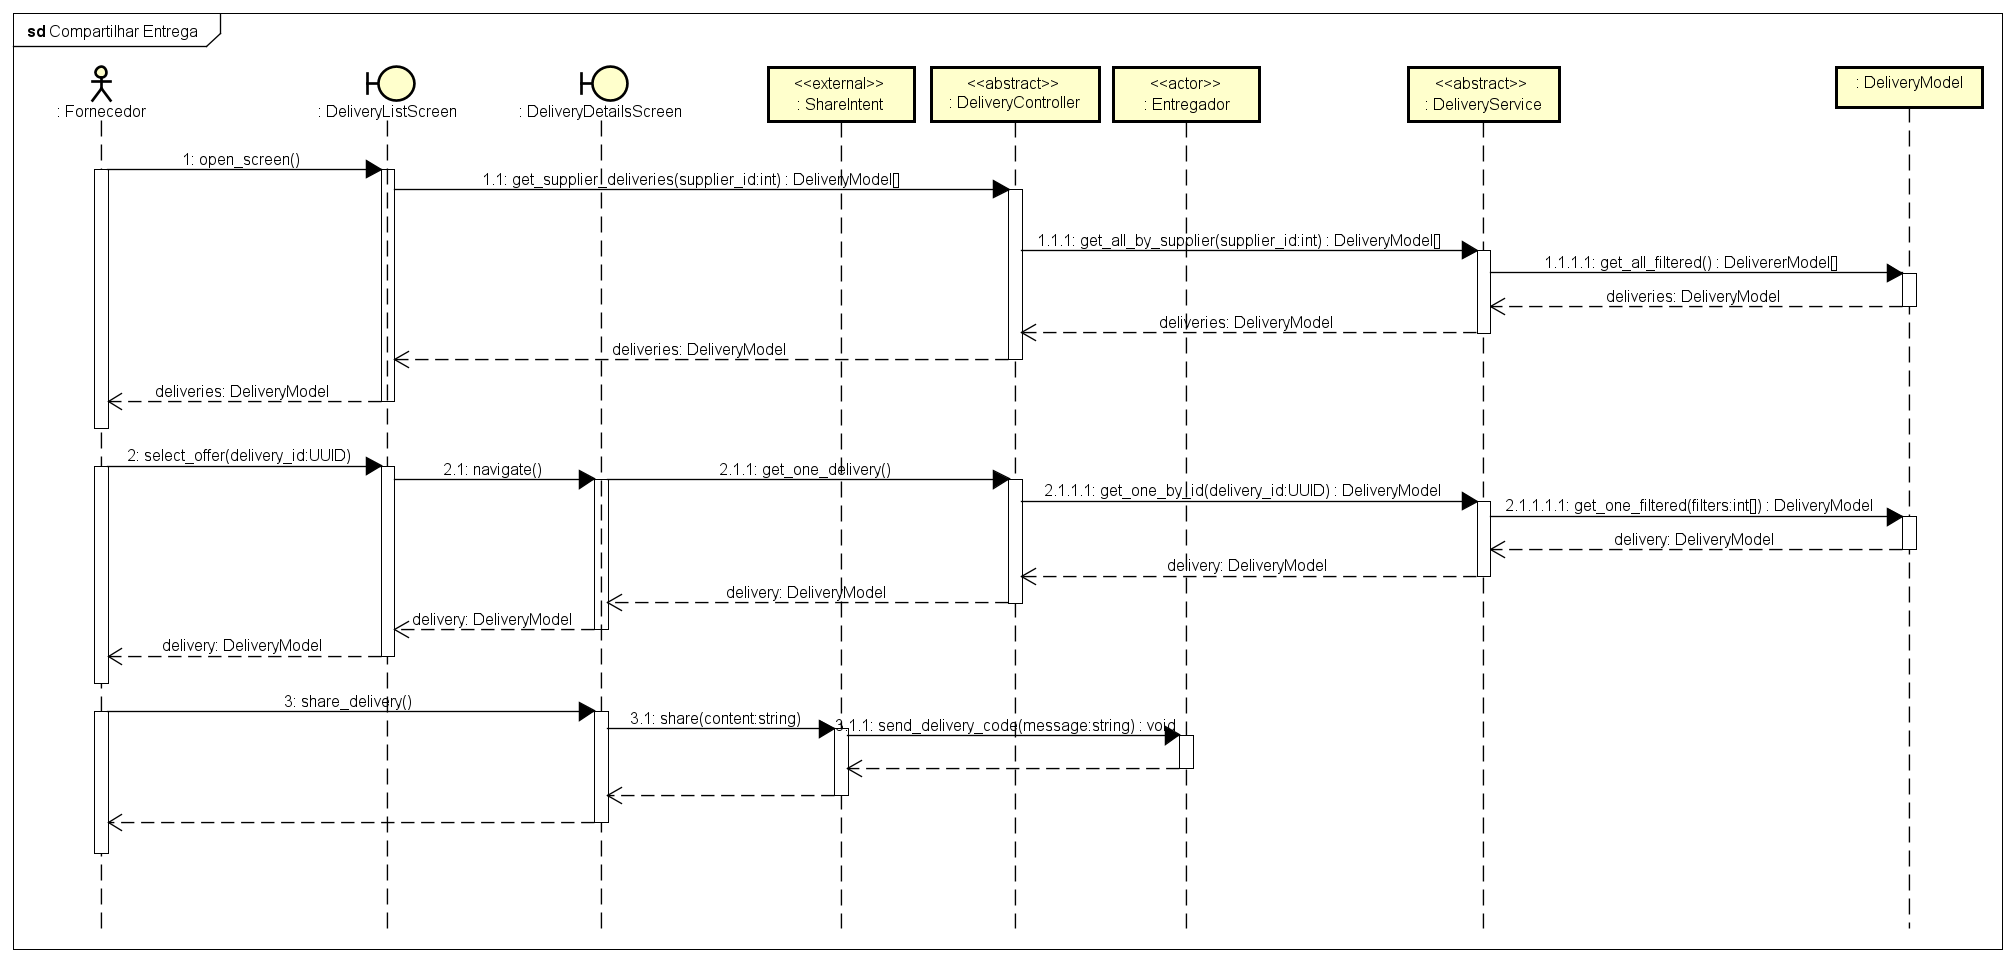 sd Compartilhar Entrega
: Fornecedor
: DeliveryListScreen
: DeliveryDetailsScreen
<<external>>
: ShareIntent
<<abstract>>
: DeliveryController
<<actor>>
: Entregador
<<abstract>>
: DeliveryService
: DeliveryModel
1: open_screen()
1.1: get_supplier_deliveries(supplier_id:int) : DeliveryModel[]
1.1.1: get_all_by_supplier(supplier_id:int) : DeliveryModel[]
1.1.1.1: get_all_filtered() : DelivererModel[]
deliveries: DeliveryModel
deliveries: DeliveryModel
deliveries: DeliveryModel
deliveries: DeliveryModel
2: select_offer(delivery_id:UUID)
2.1: navigate()
2.1.1: get_one_delivery()
2.1.1.1: get_one_by_id(delivery_id:UUID) : DeliveryModel
2.1.1.1.1: get_one_filtered(filters:int[]) : DeliveryModel
delivery: DeliveryModel
delivery: DeliveryModel
delivery: DeliveryModel
delivery: DeliveryModel
delivery: DeliveryModel
3: share_delivery()
3.1: share(content:string)
3.1.1: send_delivery_code(message:string) : void